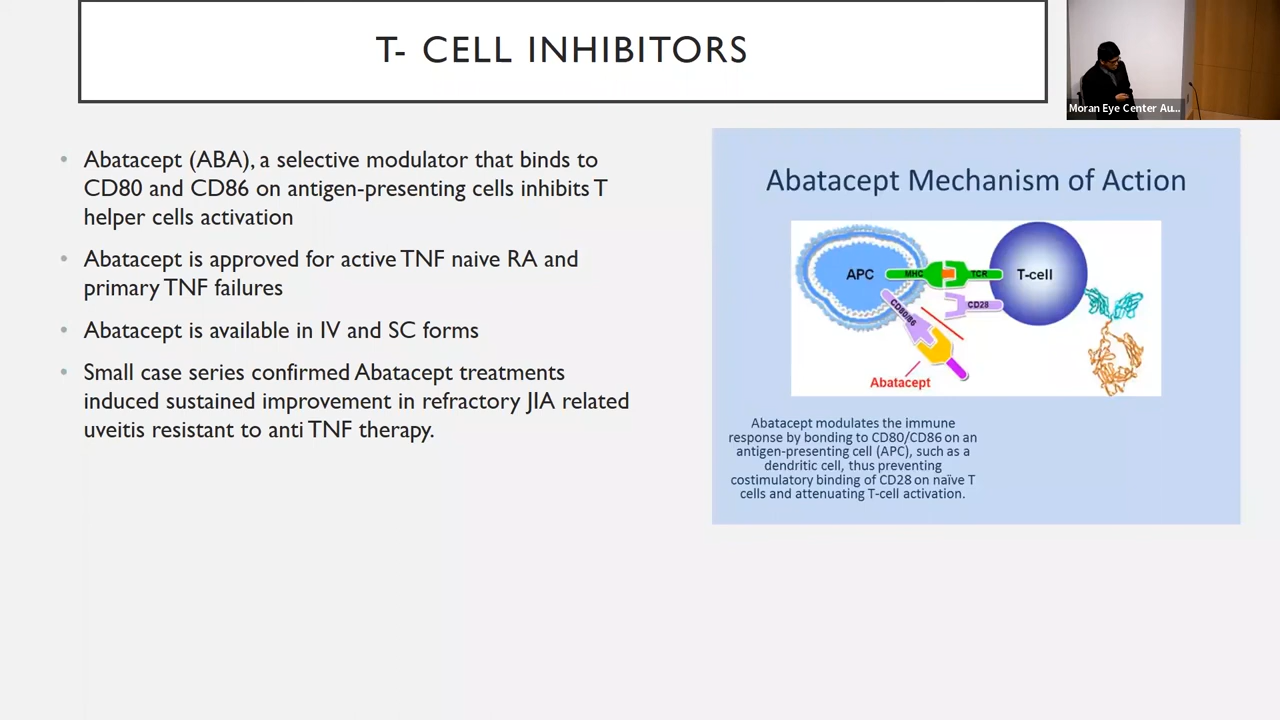 T- CELL INHIBITORS
Moran Eye Center Au...
• Abatacept (ABA), a selective modulator that binds to
CD80 and CD86 on antigen-presenting cells inhibits T
helper cells activation
• Abatacept is approved for active TNF naive RA and
primary TNF failures
• Abatacept is available in IV and SC forms
• Small case series confirmed Abatacept treatments
induced sustained improvement in refractory JIA related
uveitis resistant to anti TNF therapy.
Abatacept Mechanism of Action
APC
MHC
TCR
T-cell
CD28
CD80/86
Abatacept
Abatacept modulates the immune
response by bonding to CD80/CD86 on an
antigen-presenting cell (APC), such as a
dendritic cell, thus preventing
costimulatory binding of CD28 on naïve T
cells and attenuating T-cell activation.